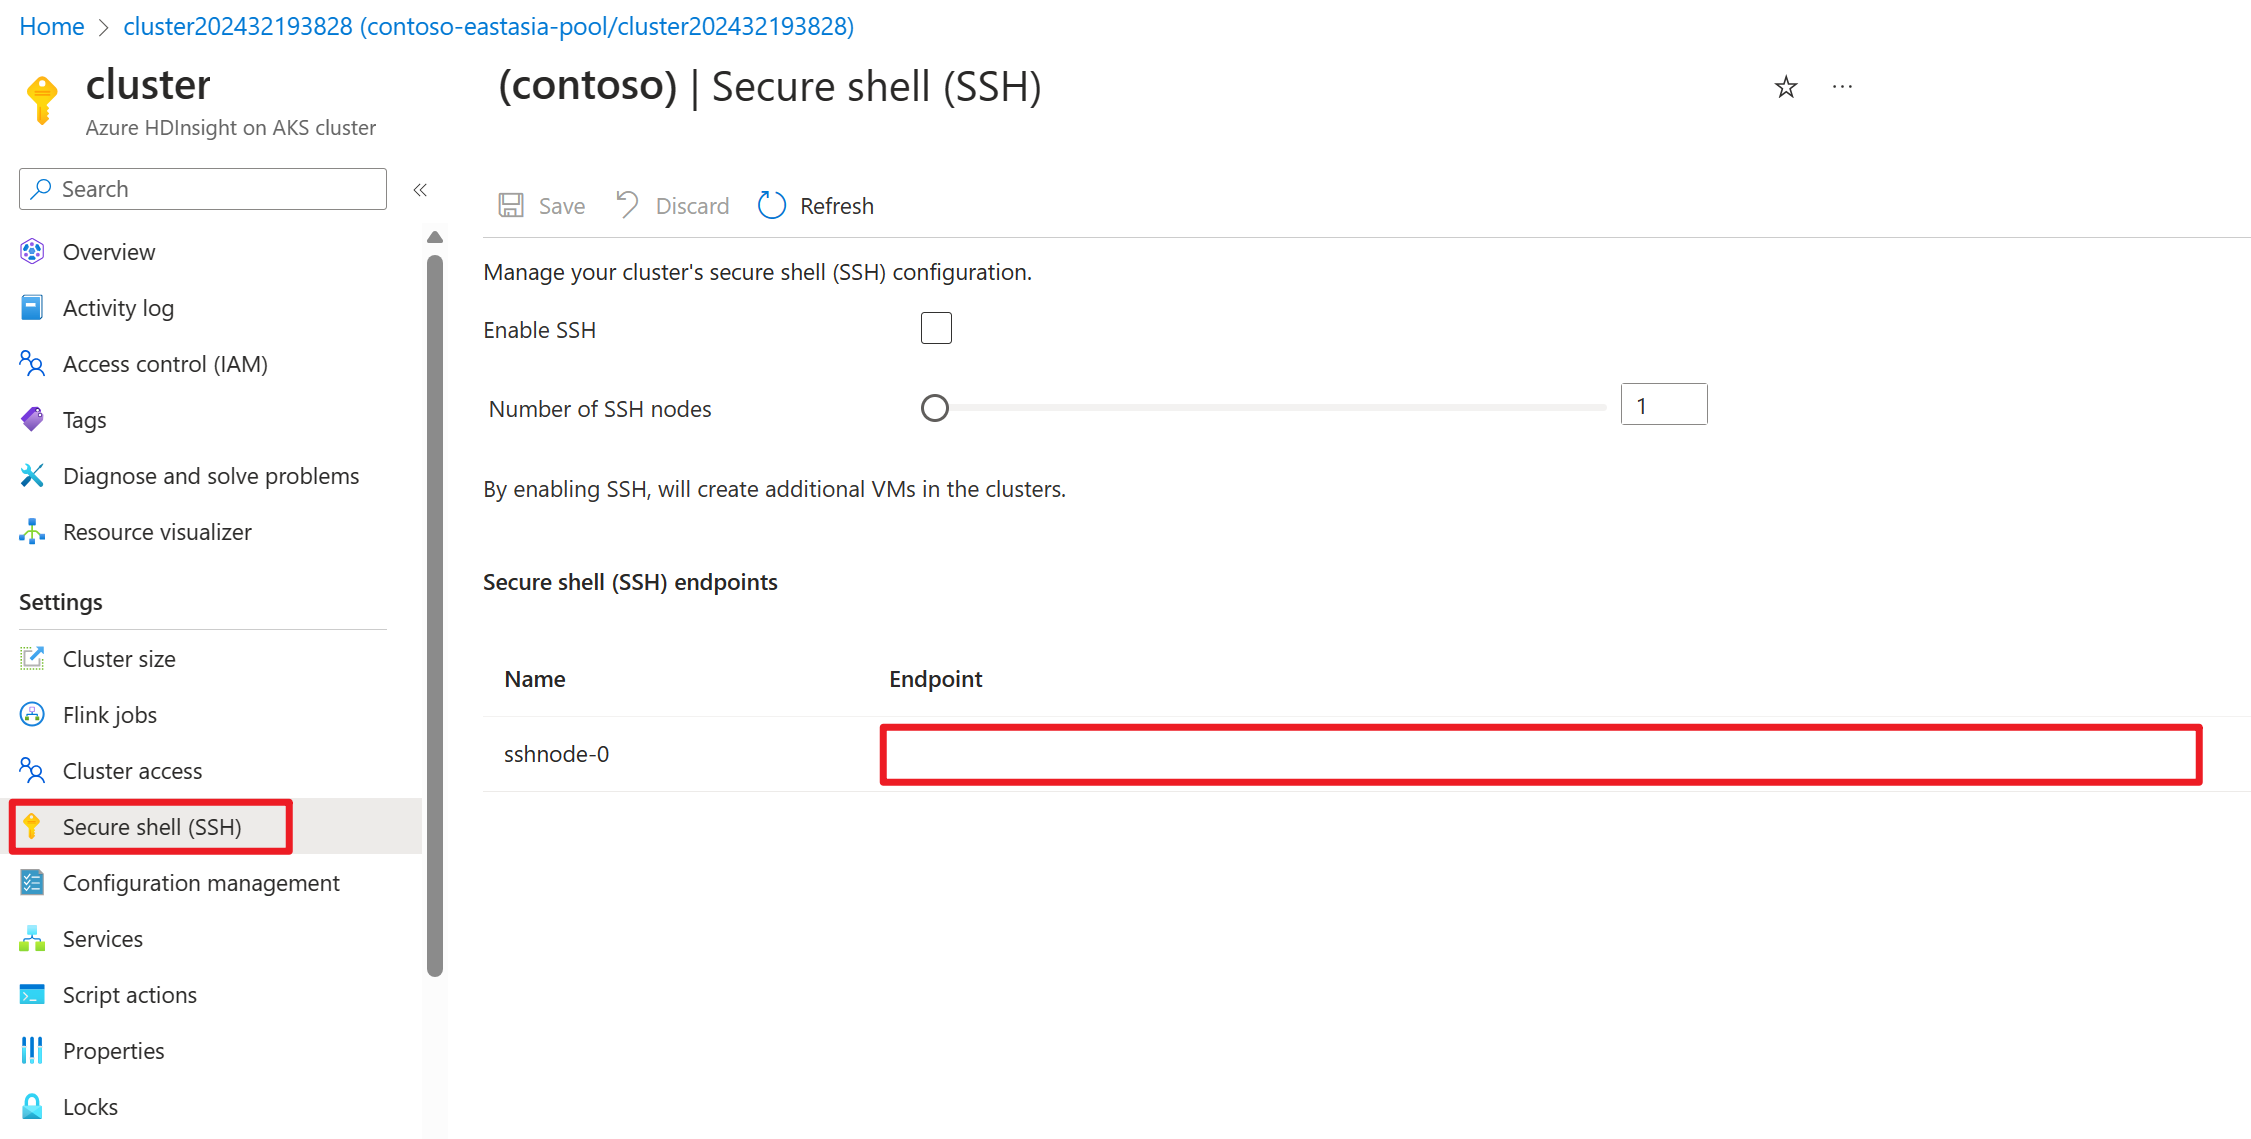 Home > cluster202432193828 (contoso-eastasia-pool/cluster202432193828)
cluster (contoso) | Secure shell (SSH)
Azure HDInsight on AKS cluster
Search
Overview
Activity log
Access control (IAM)
Tags
Diagnose and solve problems
Resource visualizer
Settings
Cluster size
Flink jobs
Cluster access
Secure shell (SSH)
Configuration management
Services
Script actions
Properties
Locks
Save Discard Refresh
Manage your cluster's secure shell (SSH) configuration.
Enable SSH
Number of SSH nodes 1
By enabling SSH, will create additional VMs in the clusters.
Secure shell (SSH) endpoints
Name Endpoint
sshnode-0